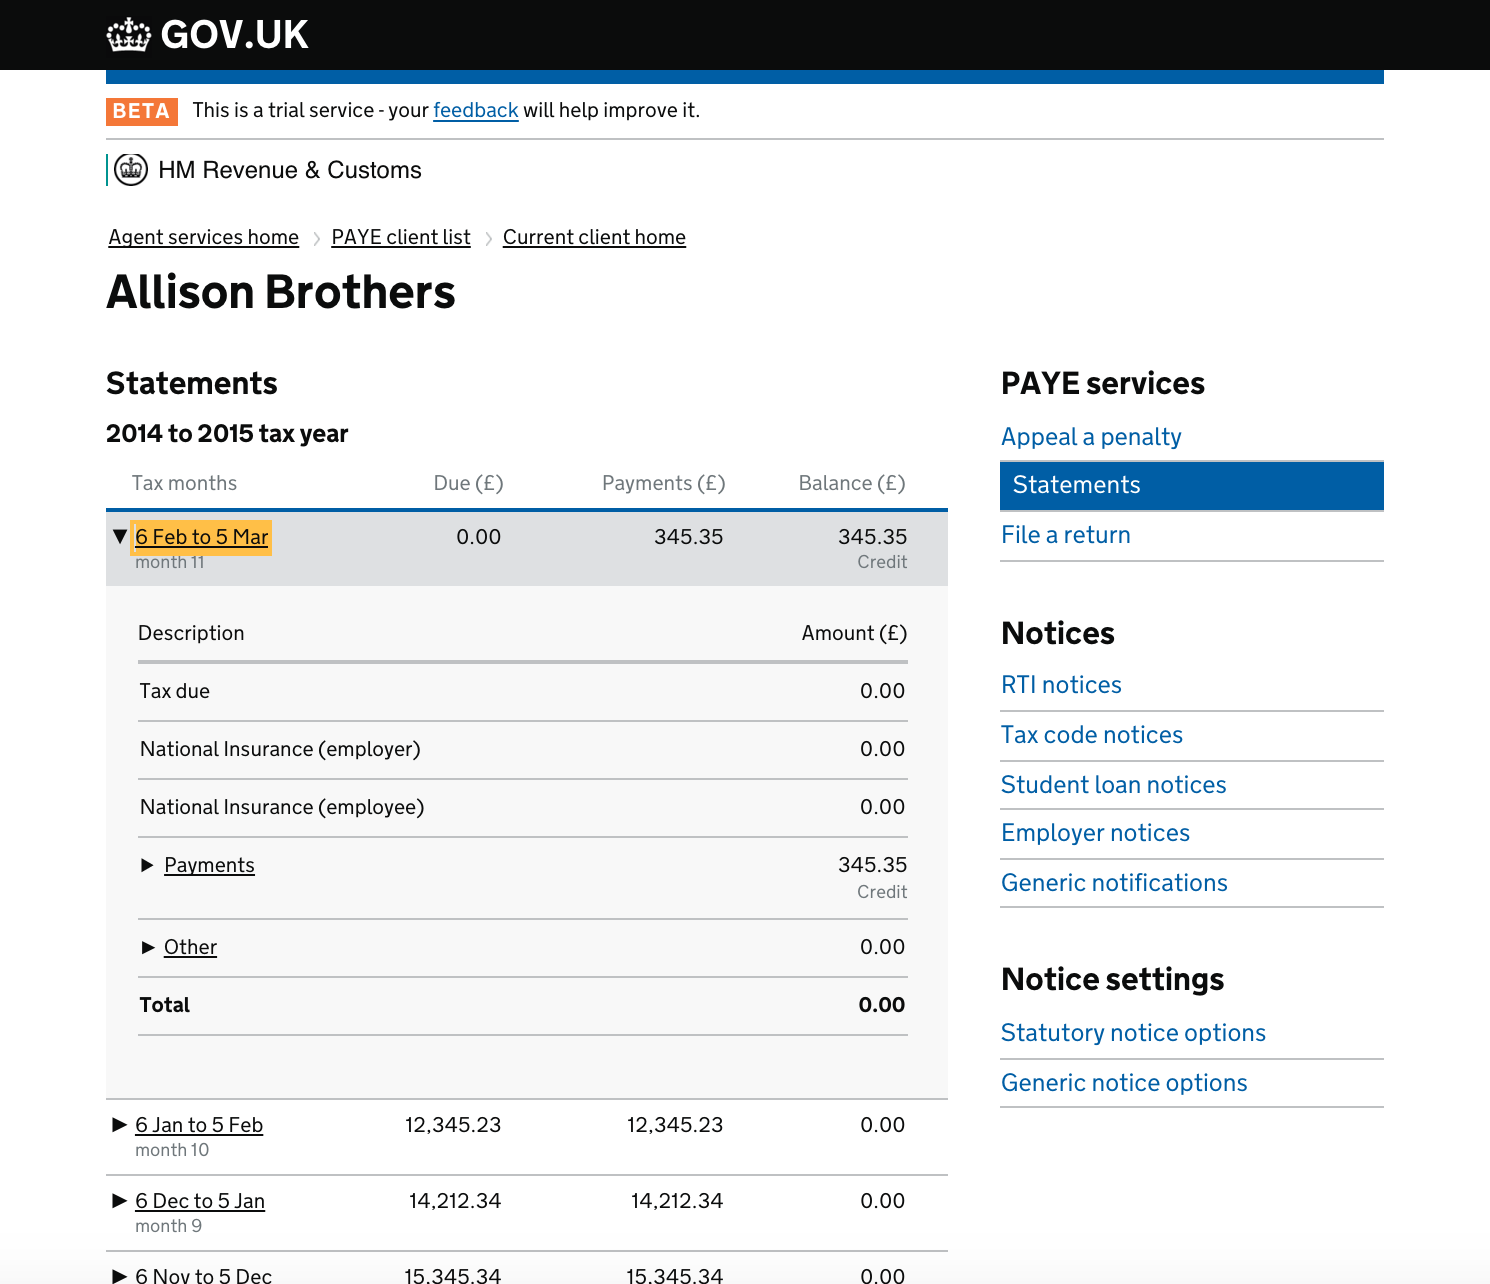 GOV.UK
BETA This is a trial service - your feedback will help improve it.
HM Revenue & Customs
Agent services home PAYE client list Current client home
Allison Brothers
Statements
2014 to 2015 tax year
Tax months Due (£) Payments (£) Balance (£)
6 Feb to 5 Mar 0.00 345.35 345.35
month 11 Credit
Description Amount (£)
Tax due 0.00
National Insurance (employer) 0.00
National Insurance (employee) 0.00
Payments 345.35
Credit
Other 0.00
Total 0.00
6 Jan to 5 Feb 12,345.23 12,345.23 0.00
month 10
6 Dec to 5 Jan 14,212.34 14,212.34 0.00
month 9
6 Nov to 5 Dec 15,345.34 15,345.34 0.00
PAYE services
Appeal a penalty
Statements
File a return
Notices
RTI notices
Tax code notices
Student loan notices
Employer notices
Generic notifications
Notice settings
Statutory notice options
Generic notice options